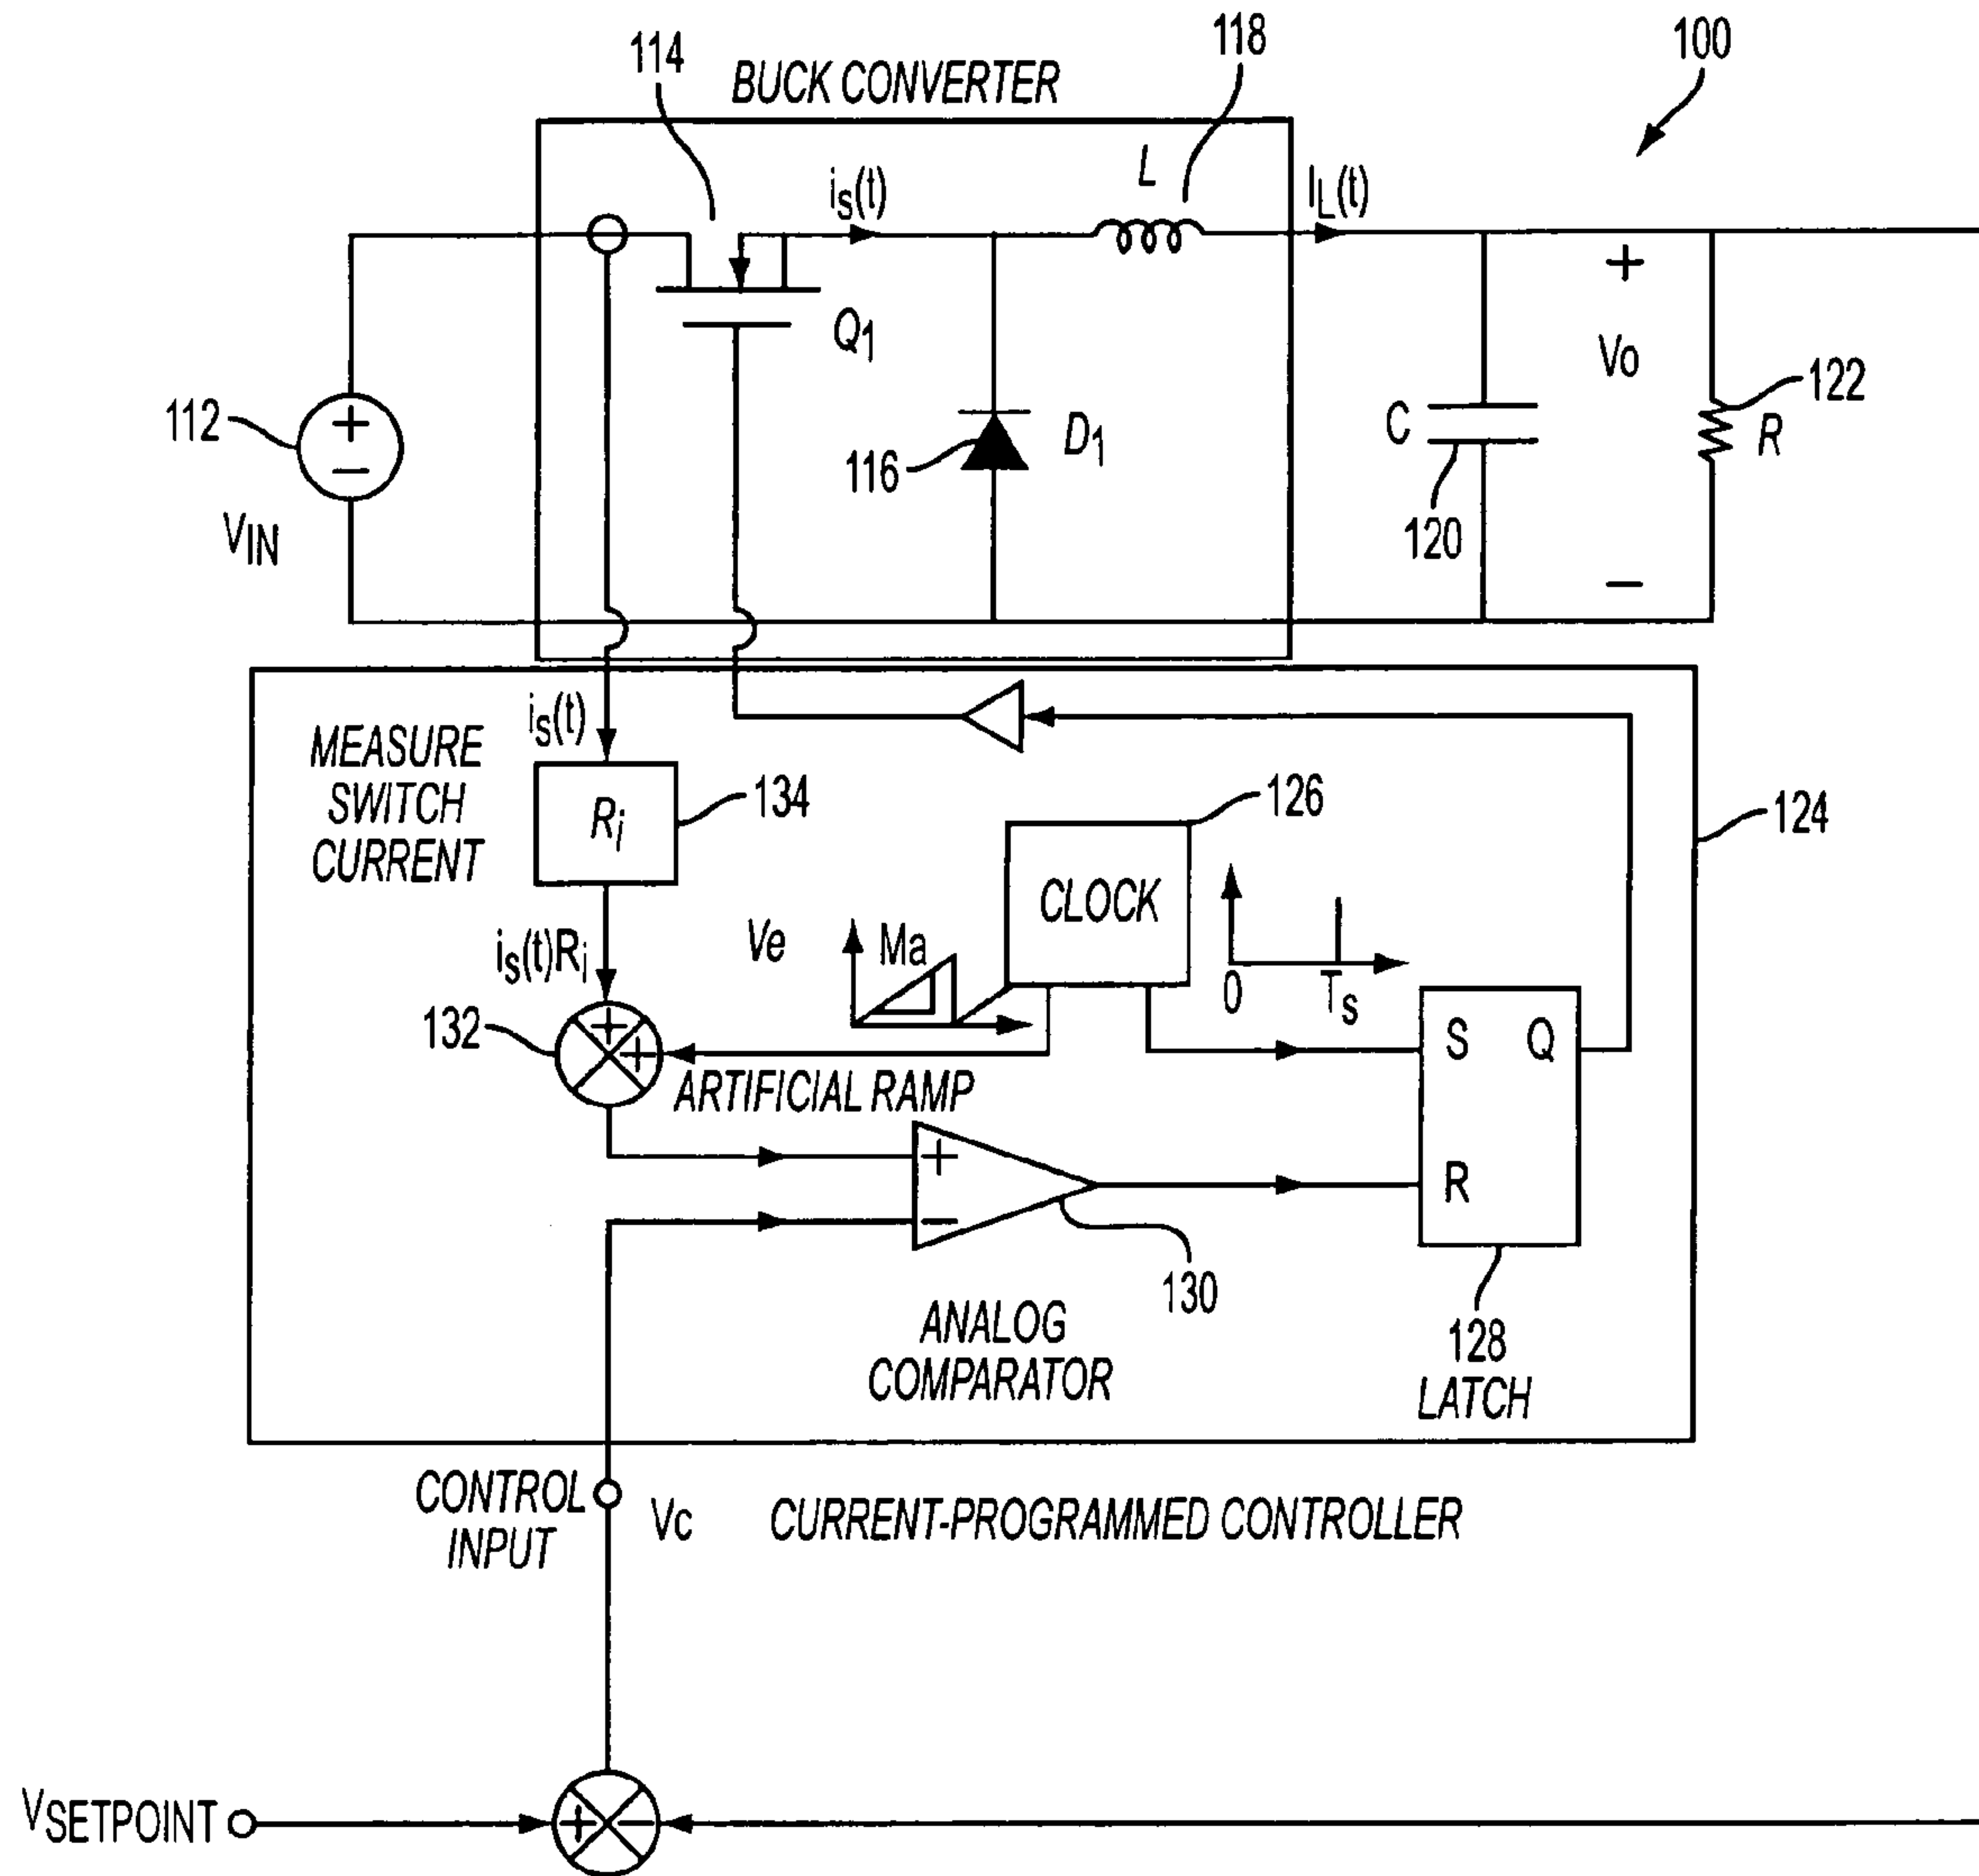 114
118
100
BUCK CONVERTER
is(t)
L
IL(t)
Q1
+
Vo
−
112
+
−
VIN
116
D1
C
120
122
R
MEASURE
SWITCH
CURRENT
is(t)
Ri
134
126
124
CLOCK
is(t)Ri
Ve
Ma
0
Ts
132
+
+
ARTIFICIAL RAMP
S
Q
R
+
−
130
ANALOG
COMPARATOR
128
LATCH
CONTROL
INPUT
Vc
CURRENT-PROGRAMMED CONTROLLER
VSETPOINT
+
−